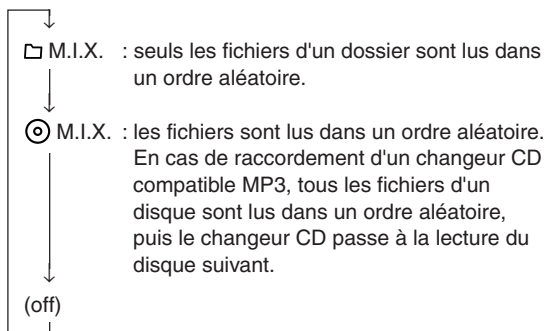 M.I.X. : seuls les fichiers d'un dossier sont lus dans
un ordre aléatoire.
M.I.X. : les fichiers sont lus dans un ordre aléatoire.
En cas de raccordement d'un changeur CD
compatible MP3, tous les fichiers d'un
disque sont lus dans un ordre aléatoire,
puis le changeur CD passe à la lecture du
disque suivant.
(off)